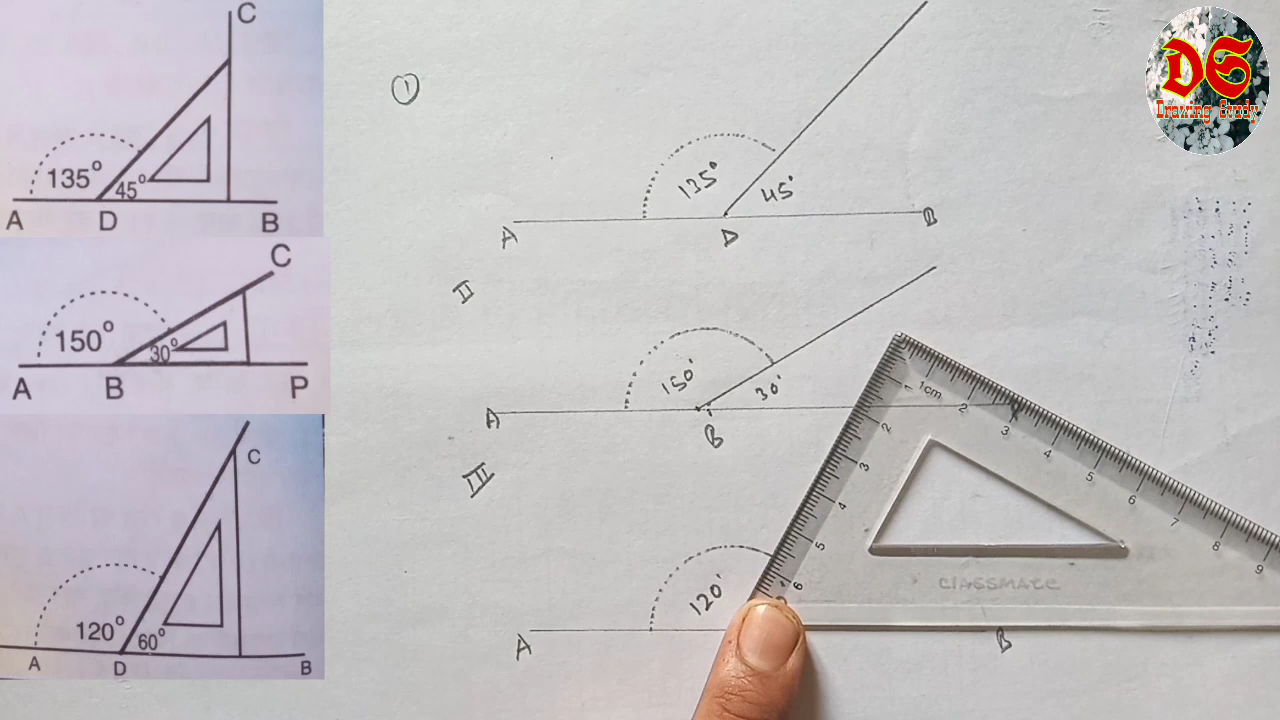 C
135°
45°
A D B
C
150°
30°
A B P
C
120°
60°
A D B
DS
Drawing Study
1
135°
45°
A D B
II
150°
30°
A B
III
120°
A B
1cm 2 3 4 5 6 7 8 9
1 2 3 4 5 6
CLASSMATE